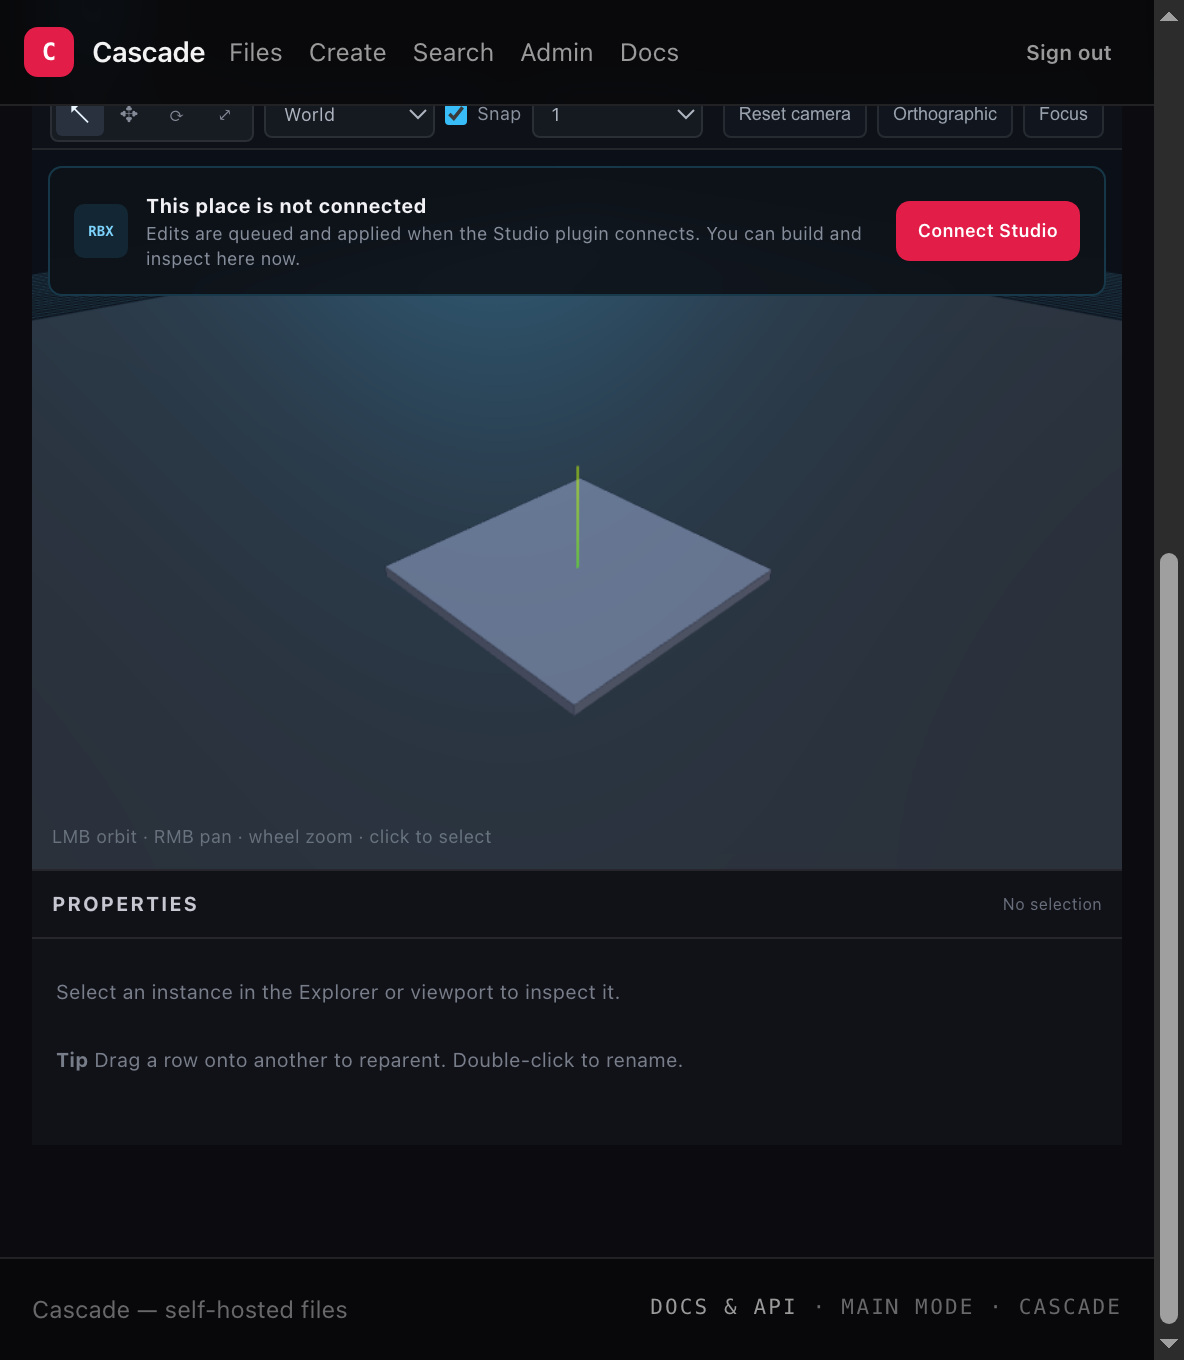 C Cascade Files Create Search Admin Docs Sign out
World Snap 1 Reset camera Orthographic Focus
RBX
This place is not connected
Edits are queued and applied when the Studio plugin connects. You can build and
inspect here now.
Connect Studio
LMB orbit · RMB pan · wheel zoom · click to select
PROPERTIES No selection
Select an instance in the Explorer or viewport to inspect it.
Tip Drag a row onto another to reparent. Double-click to rename.
Cascade — self-hosted files DOCS & API · MAIN MODE · CASCADE